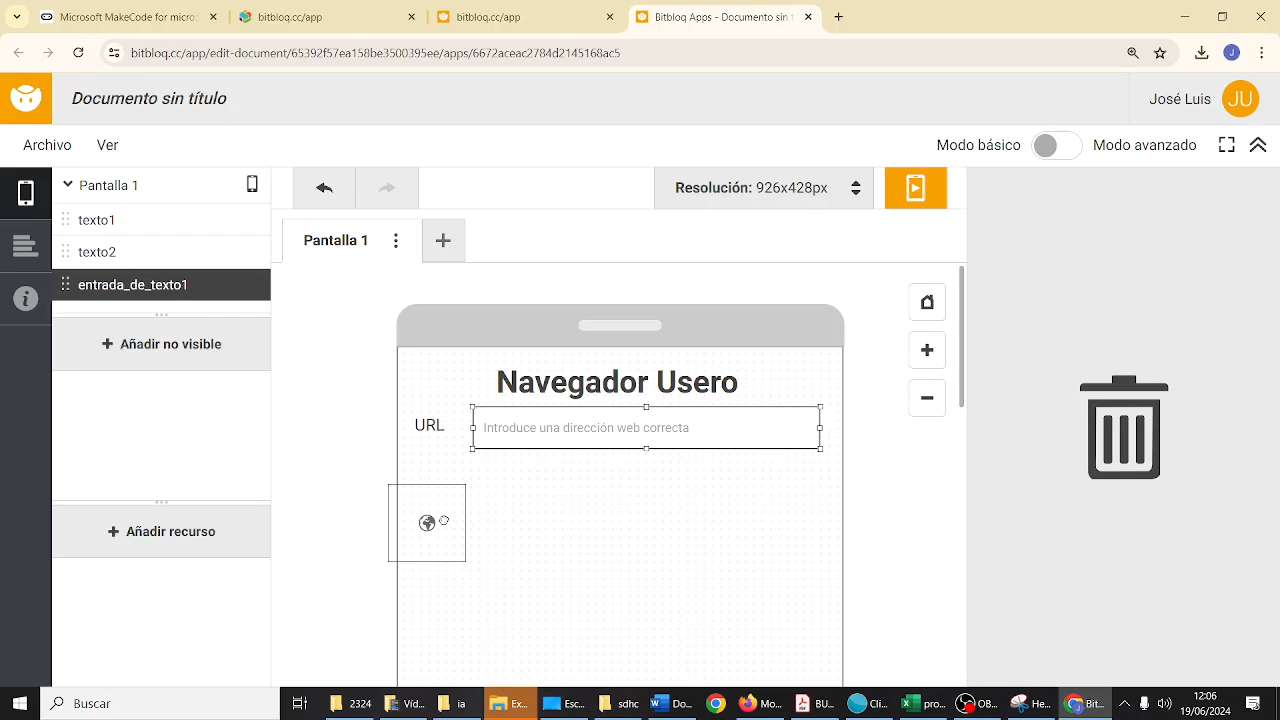 Microsoft MakeCode for micro:
bitbloq.cc/app
bitbloq.cc/app
Bitbloq Apps - Documento sin t
bitbloq.cc/app/edit-document/65392f57ea158be3500395ee/apps/6672aceac2784d2145168ac5
J
Documento sin título
José Luis
JU
Archivo
Ver
Modo básico
Modo avanzado
Pantalla 1
Resolución: 926x428px
texto1
texto2
entrada_de_texto1
Pantalla 1
Añadir no visible
Añadir recurso
Navegador Usero
URL
Introduce una dirección web correcta
Buscar
2324
Vid
ia
Ex
Esc
sdhc
Do
Mo
BU
Cli
pro
OB
He
Bit
12:06
19/06/2024